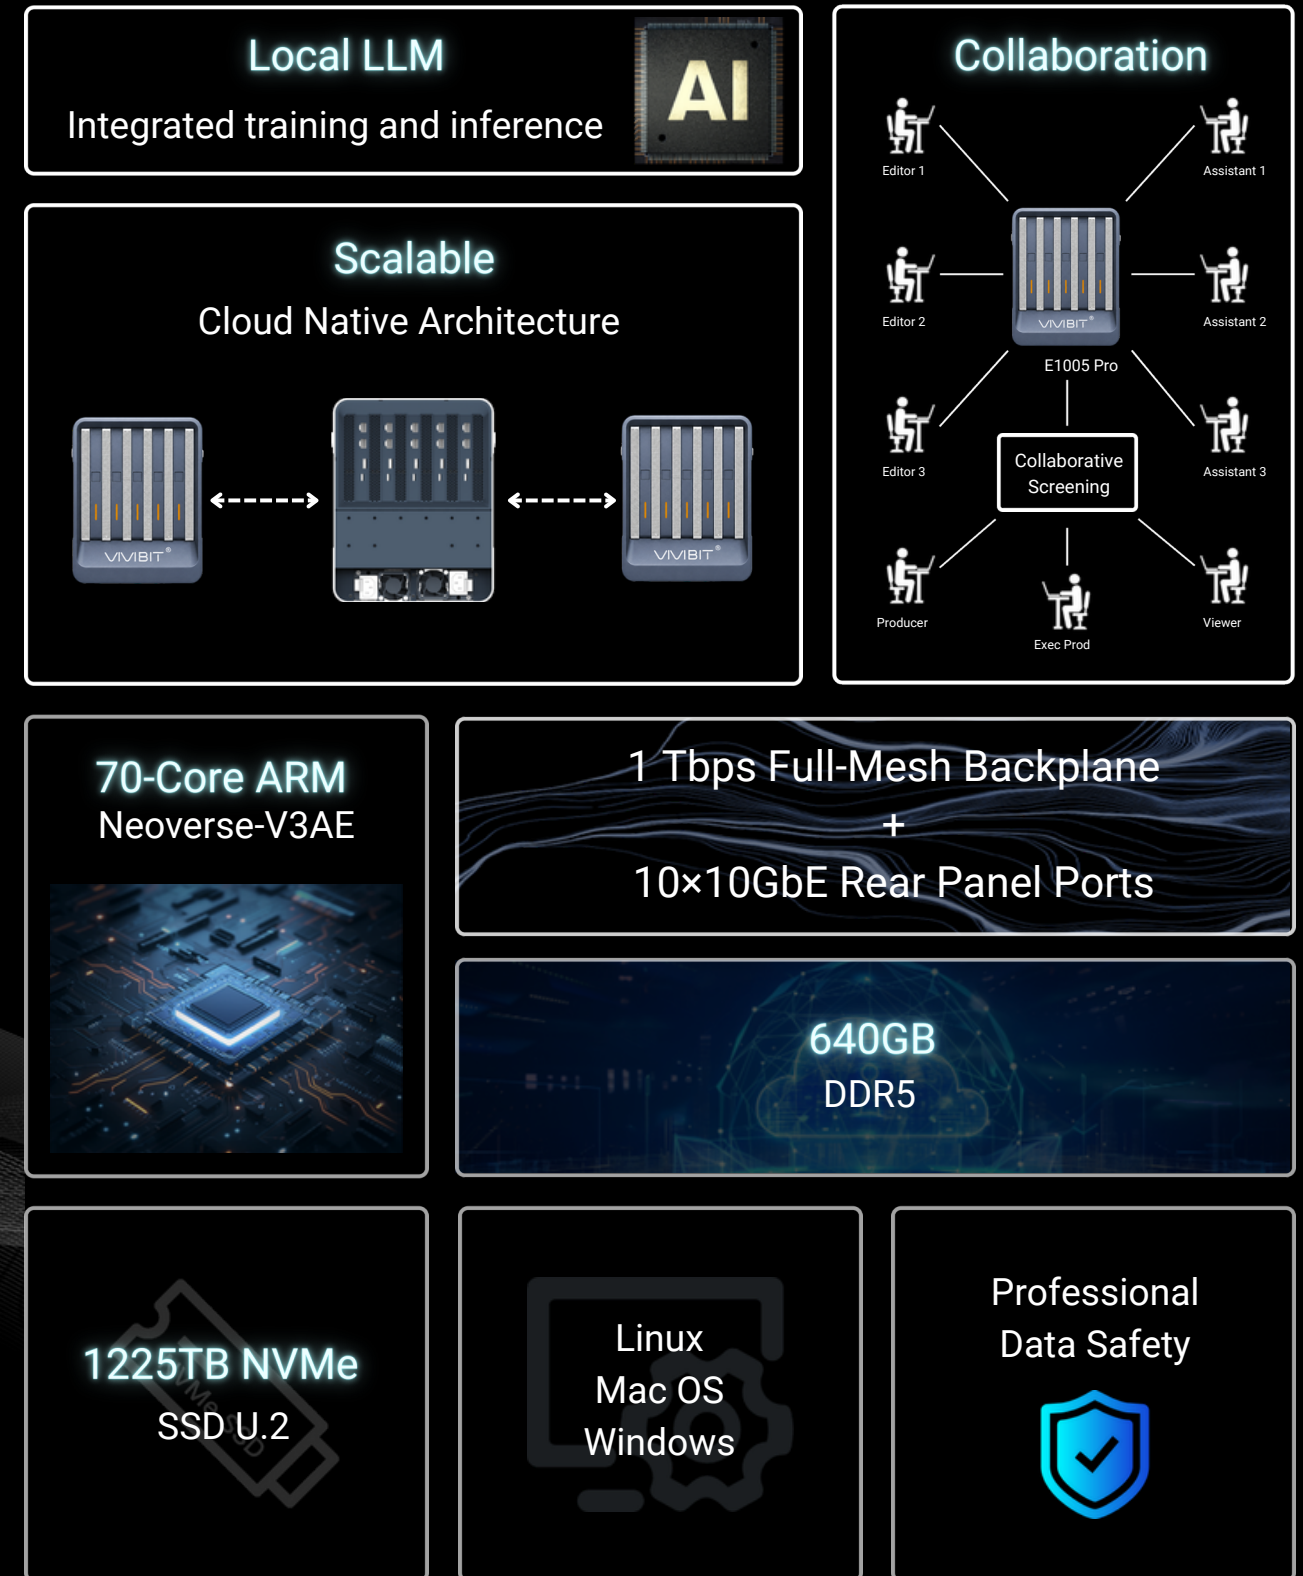 Local LLM
Integrated training and inference
AI
Scalable
Cloud Native Architecture
VIVIBIT®
VIVIBIT®
Collaboration
Editor 1
Assistant 1
Editor 2
VIVIBIT®
Assistant 2
E1005 Pro
Editor 3
Collaborative
Screening
Assistant 3
Producer
Exec Prod
Viewer
70-Core ARM
Neoverse-V3AE
1 Tbps Full-Mesh Backplane
+
10×10GbE Rear Panel Ports
640GB
DDR5
1225TB NVMe
SSD U.2
NVMe SSD
Linux
Mac OS
Windows
Professional
Data Safety